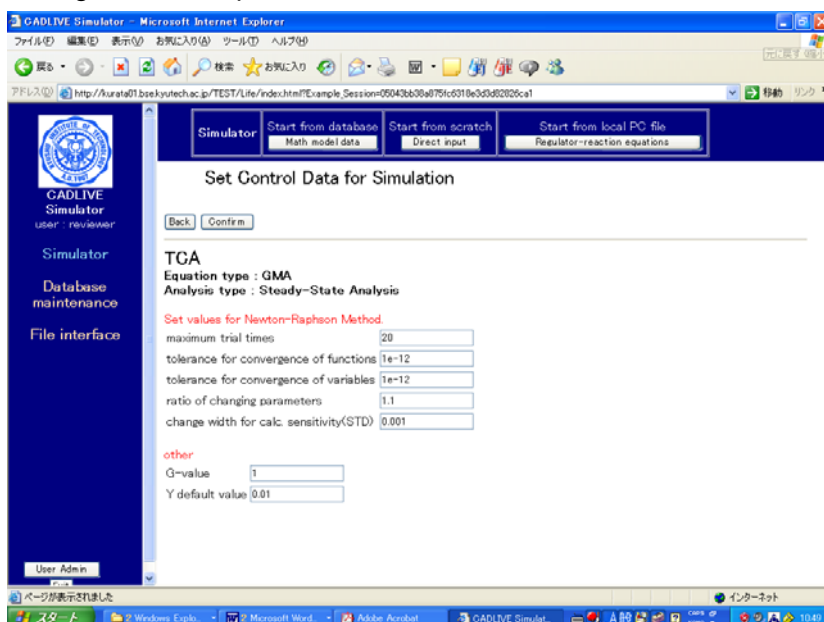 CADLIVE Simulator - Microsoft Internet Explorer
ファイル(F) 編集(E) 表示(V) お気に入り(A) ツール(T) ヘルプ(H)
戻る 検索 お気に入り
アドレス(D) http://kurata01.bse.kyutech.ac.jp/TEST/Life/index.html?Example_Session= 移動 リンク
Simulator
Start from database
Math model data
Start from scratch
Direct input
Start from local PC file
Regulator-reaction equations
CADLIVE
Simulator
user : reviewer
Simulator
Database
maintenance
File interface
User Admin
Set Control Data for Simulation
Back Confirm
TCA
Equation type : GMA
Analysis type : Steady-State Analysis
Set values for Newton-Raphson Method.
maximum trial times 20
tolerance for convergence of functions 1e-12
tolerance for convergence of variables 1e-12
ratio of changing parameters 1.1
change width for calc. sensitivity(STD) 0.001
other
G-value 1
Y default value 0.01
ページが表示されました インターネット
スタート 2 Windows Explo... 2 Microsoft Word... Adobe Acrobat CADLIVE Simulat... 1049